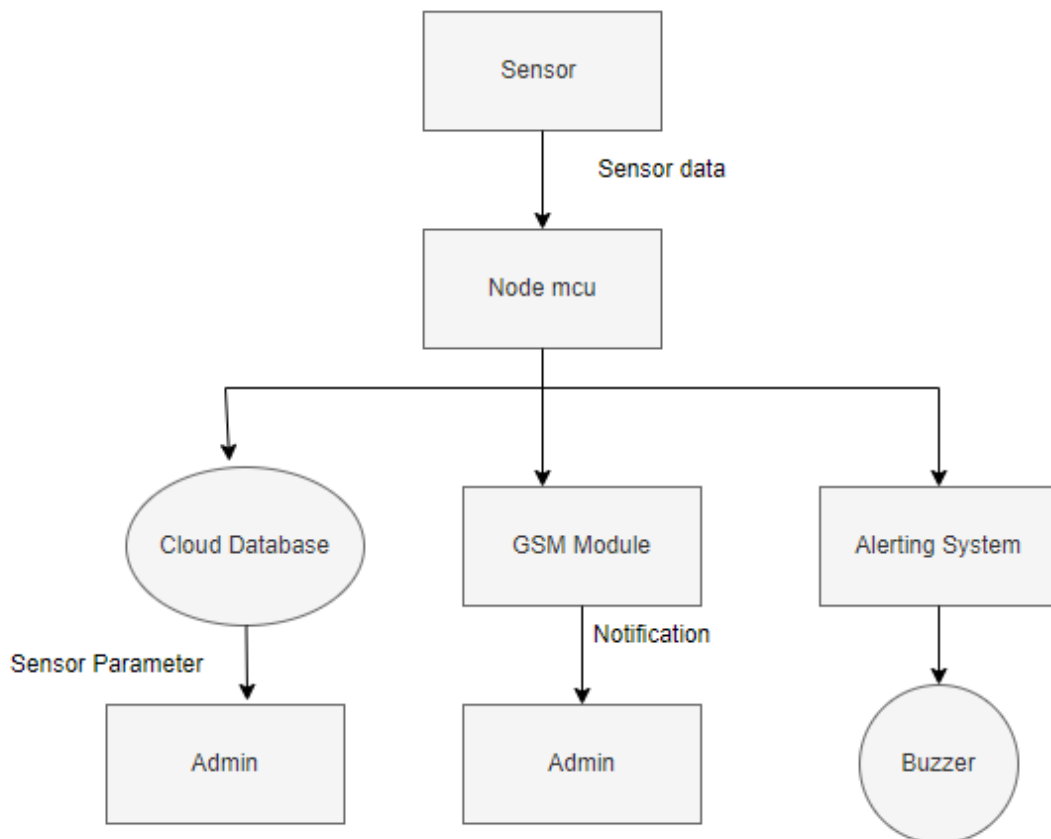 Sensor
Sensor data
Node mcu
Cloud Database
GSM Module
Alerting System
Notification
Sensor Parameter
Admin
Admin
Buzzer